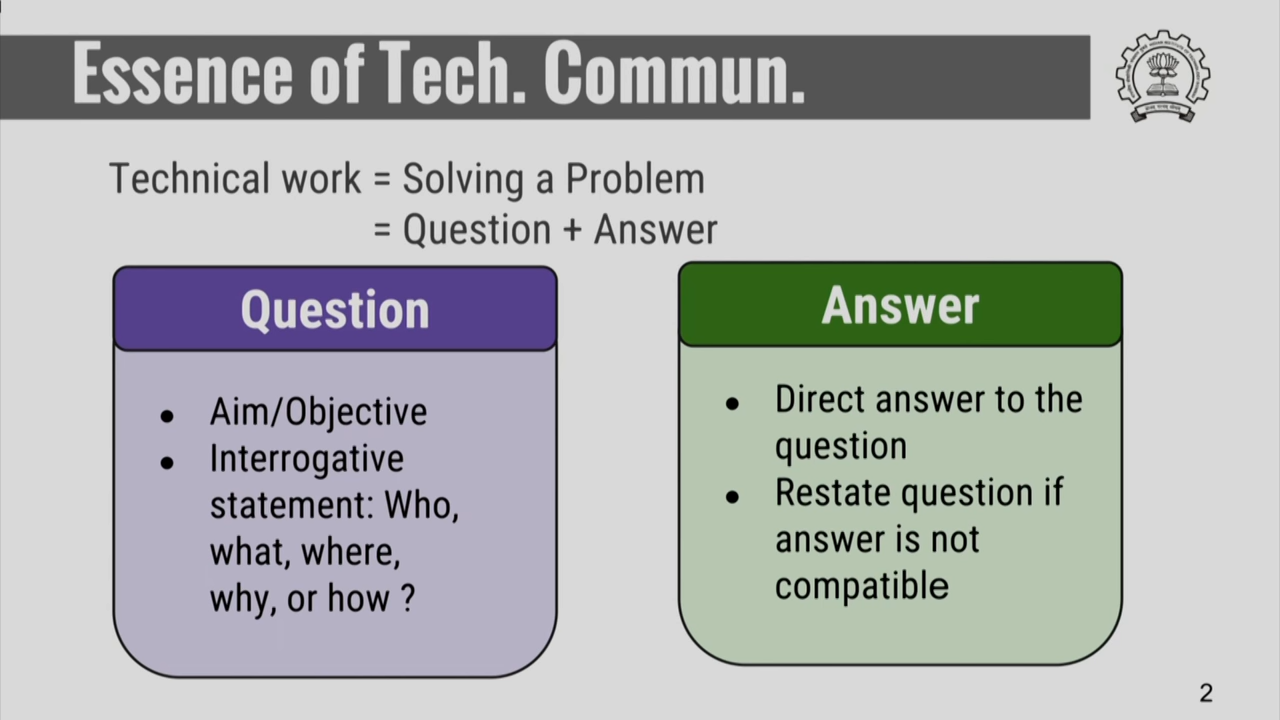 Essence of Tech. Commun.
Technical work = Solving a Problem
= Question + Answer
Question
● Aim/Objective
● Interrogative
statement: Who,
what, where,
why, or how ?
Answer
● Direct answer to the
question
● Restate question if
answer is not
compatible
2